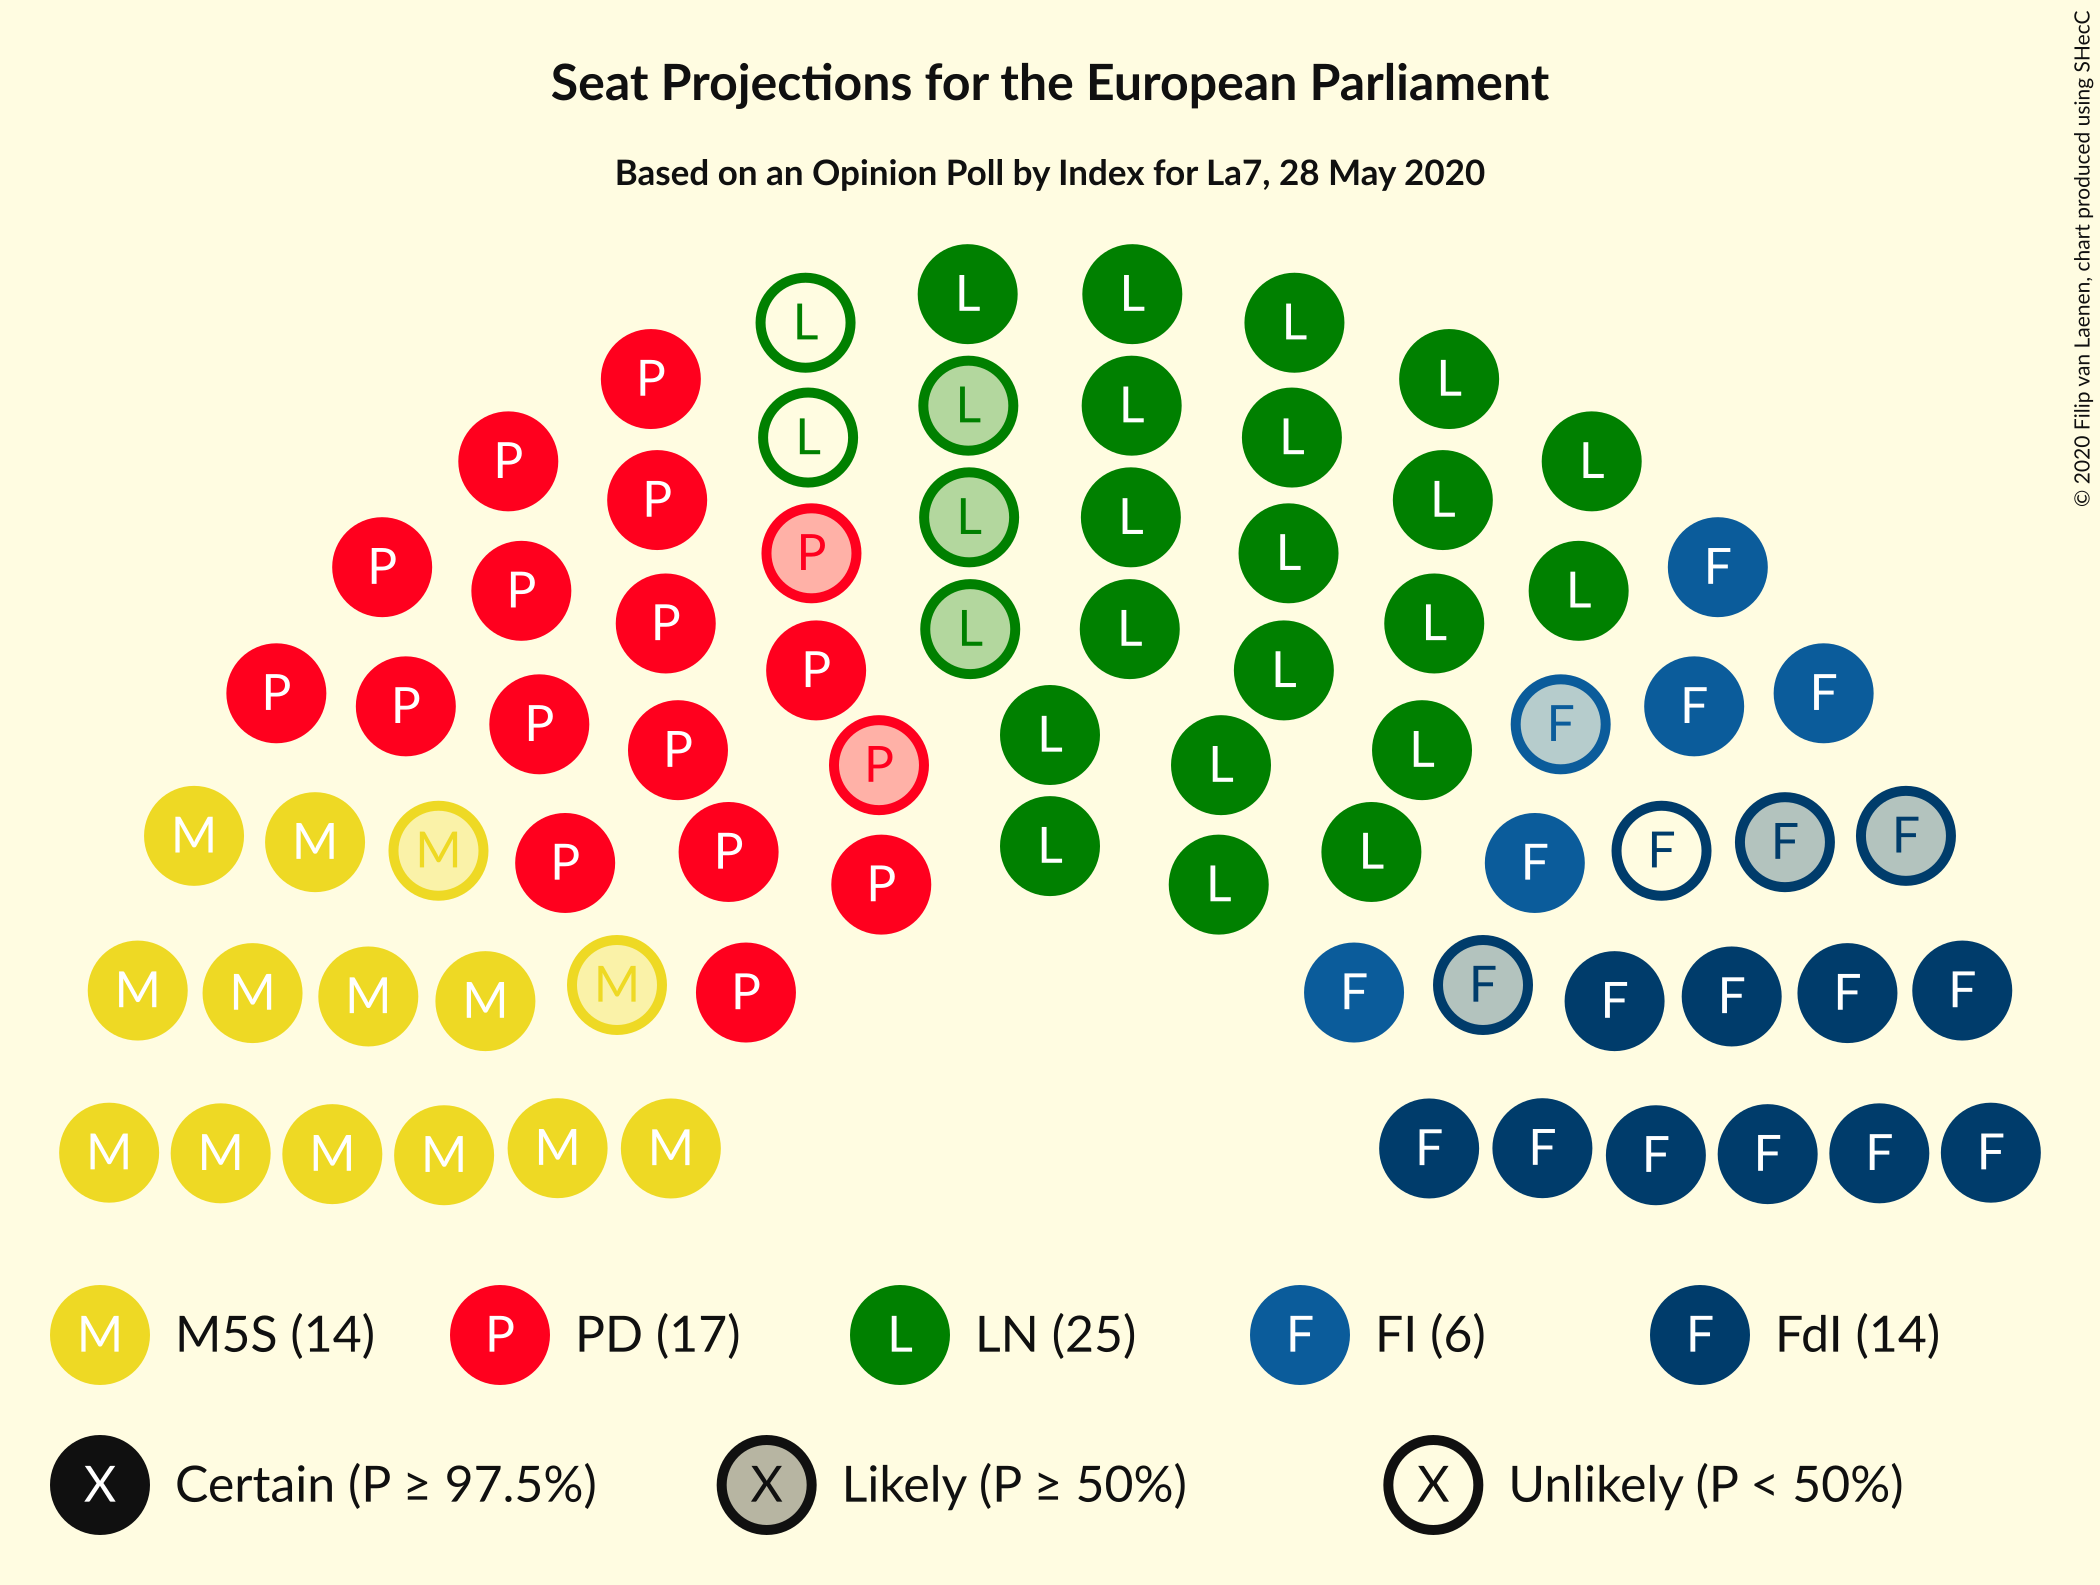 Seat Projections for the European Parliament
Based on an Opinion Poll by Index for La7, 28 May 2020
© 2020 Filip van Laenen, chart produced using SHecC
L L L L
P L
P L L L L L
P P L
P P L L L F
P P L L L
P P L L L
P P P P L L F F F
P P L L L
M M M P P L L F F F F
P L
M M M M M P F F F F F F
M M M M M M F F F F F F
M M5S (14) P PD (17) L LN (25) F FI (6) F FdI (14)
X Certain (P ≥ 97.5%) X Likely (P ≥ 50%) X Unlikely (P < 50%)